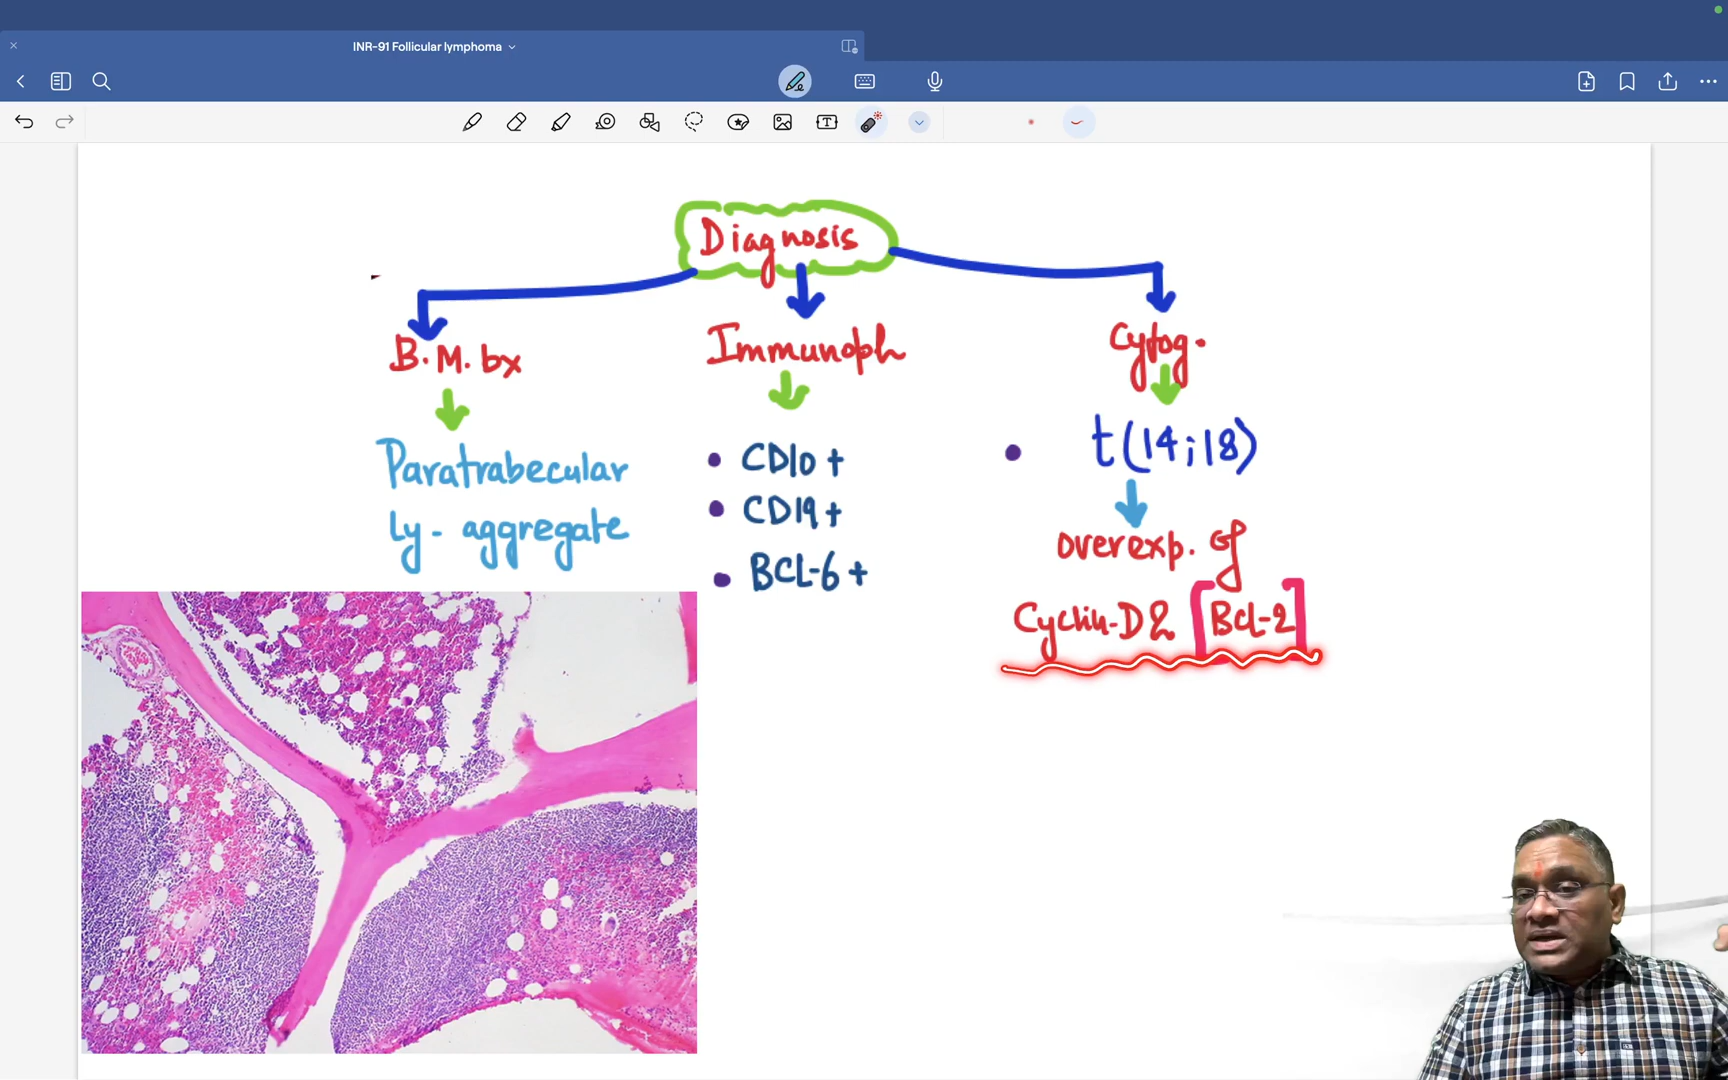 INR-91 Follicular lymphoma
Diagnosis
B.M. bx
Paratrabecular
Ly- aggregate
Immunoph
• CD10 +
• CD19 +
• BCL-6 +
Cytog.
• t(14;18)
overexp. of
Cyclin-D & [Bcl-2]